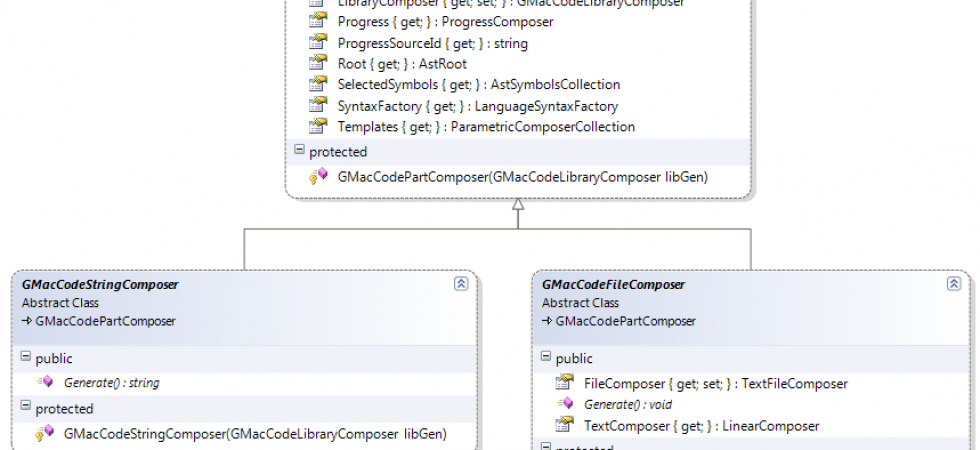 LibraryComposer { get; set; } : GMacCodeLibraryComposer
Progress { get; } : ProgressComposer
ProgressSourceId { get; } : string
Root { get; } : AstRoot
SelectedSymbols { get; } : AstSymbolsCollection
SyntaxFactory { get; } : LanguageSyntaxFactory
Templates { get; } : ParametricComposerCollection
protected
GMacCodePartComposer(GMacCodeLibraryComposer libGen)
GMacCodeStringComposer
Abstract Class
GMacCodePartComposer
public
Generate() : string
protected
GMacCodeStringComposer(GMacCodeLibraryComposer libGen)
GMacCodeFileComposer
Abstract Class
GMacCodePartComposer
public
FileComposer { get; set; } : TextFileComposer
Generate() : void
TextComposer { get; } : LinearComposer
protected